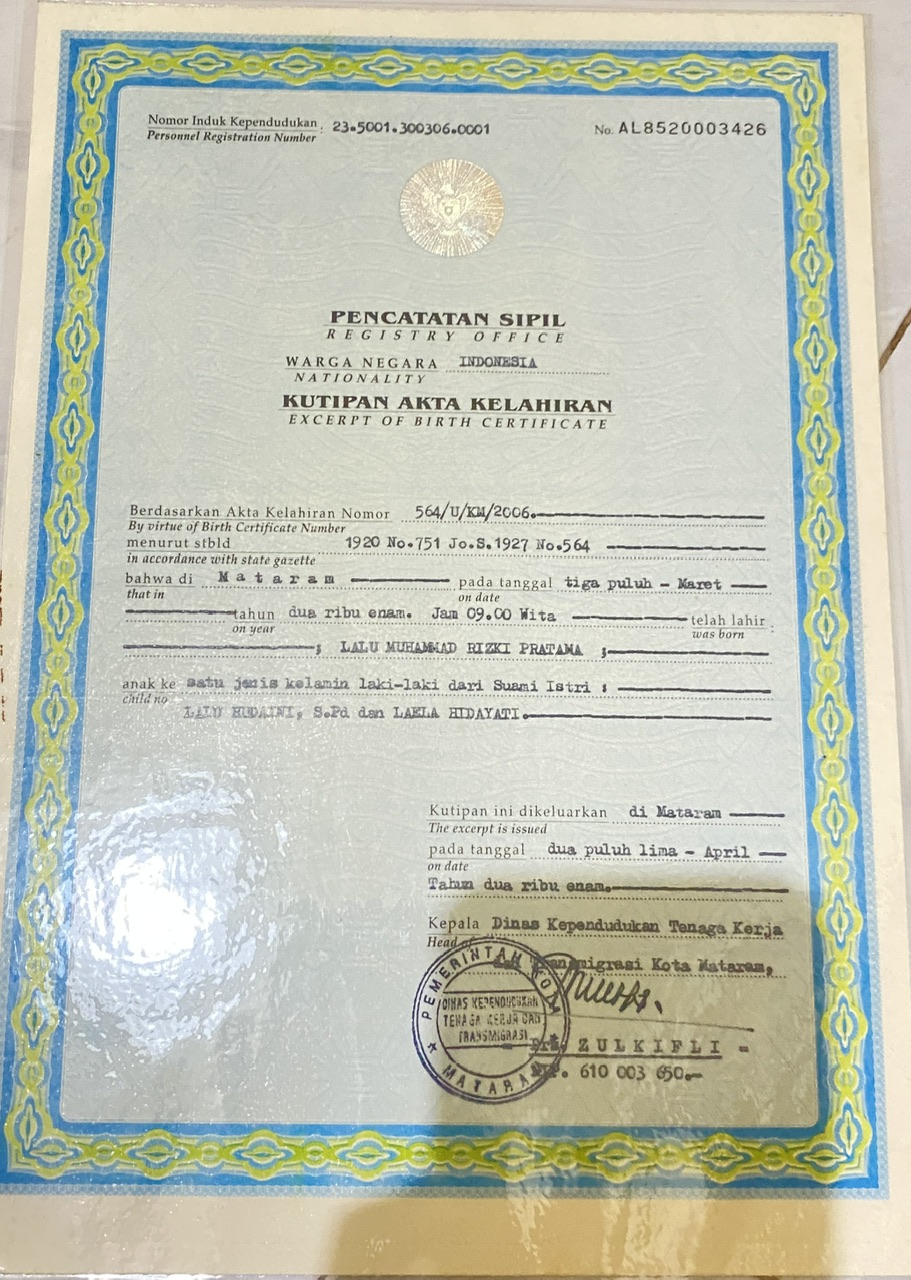 Nomor Induk Kependudukan : 23.5001.300306.0001 No. AL8520003426
Personnel Registration Number
PENCATATAN SIPIL
REGISTRY OFFICE
WARGA NEGARA INDONESIA
NATIONALITY
KUTIPAN AKTA KELAHIRAN
EXCERPT OF BIRTH CERTIFICATE
Berdasarkan Akta Kelahiran Nomor 564/U/KM/2006.
By virtue of Birth Certificate Number
menurut stbld 1920 No.751 Jo.S.1927 No.564
in accordance with state gazette
bahwa di Mataram pada tanggal tiga puluh - Maret
that in on date
tahun dua ribu enam. Jam 09.00 Wita telah lahir :
on year was born
; LALU MUHAMMAD RIZKI PRATAMA ;
anak ke satu jenis kelamin laki-laki dari Suami Istri :
child no
LALU HUDAINI, S.Pd dan LAELA HIDAYATI.
Kutipan ini dikeluarkan di Mataram
The excerpt is issued
pada tanggal dua puluh lima - April
on date
Tahun dua ribu enam.
Kepala Dinas Kependudukan Tenaga Kerja
Head of
dan Transmigrasi Kota Mataram,
PEMERINTAH KOTA
DINAS KEPENDUDUKAN
TENAGA KERJA DAN
TRANSMIGRASI
MATARAM
Drs. ZULKIFLI =
NIP. 610 003 650.-